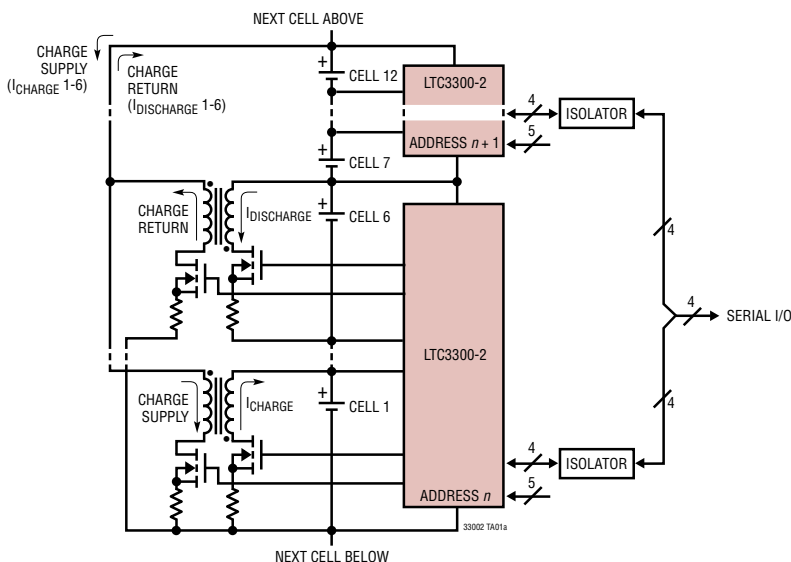 NEXT CELL ABOVE
CHARGE
SUPPLY
(ICHARGE 1-6)
CHARGE
RETURN
(IDISCHARGE 1-6)
+
CELL 12
LTC3300-2
4
ISOLATOR
ADDRESS n + 1
5
+
CELL 7
CHARGE
RETURN
IDISCHARGE
+
CELL 6
4
4
SERIAL I/O
LTC3300-2
CHARGE
SUPPLY
ICHARGE
+
CELL 1
4
4
ISOLATOR
ADDRESS n
5
33002 TA01a
NEXT CELL BELOW